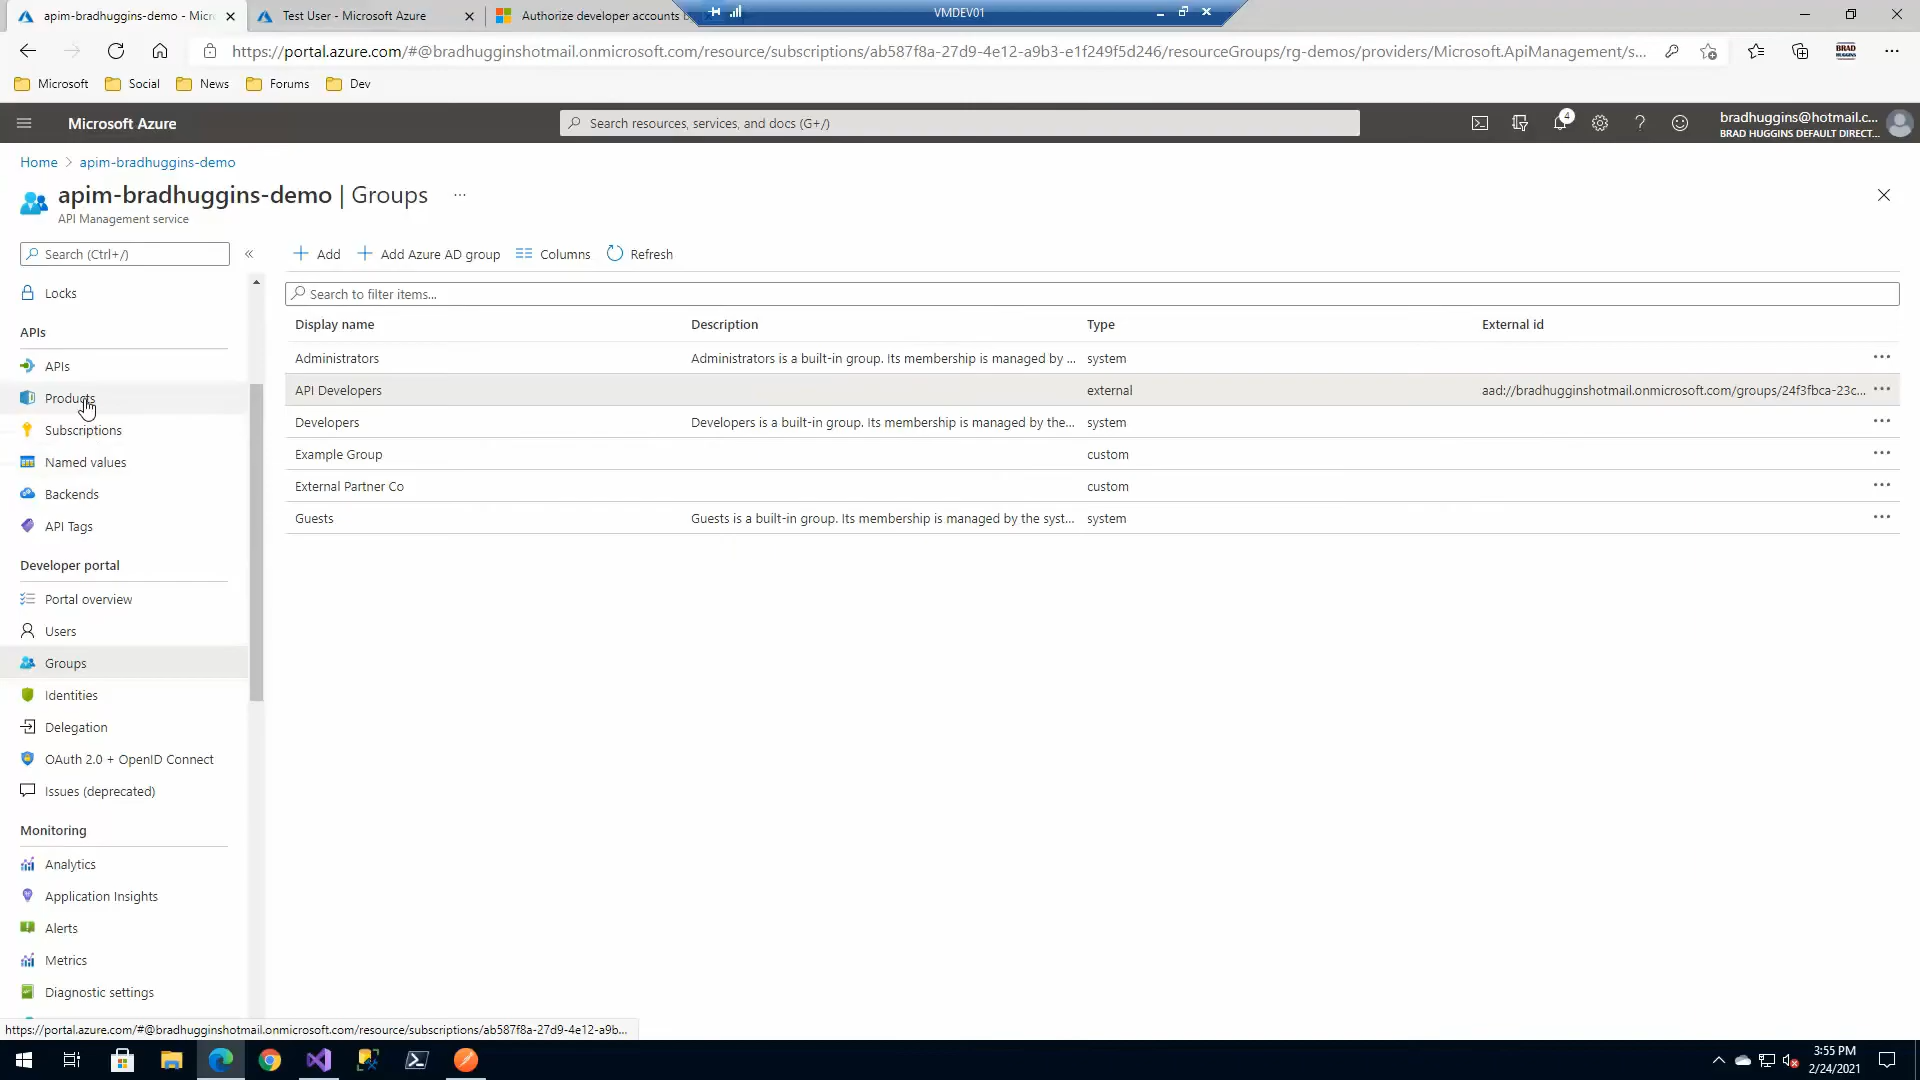 apim-bradhuggins-demo - Micr
Test User - Microsoft Azure
Authorize developer accounts b
VMDEV01
https://portal.azure.com/#@bradhugginshotmail.onmicrosoft.com/resource/subscriptions/ab587f8a-27d9-4e12-a9b3-e1f249f5d246/resourceGroups/rg-demos/providers/Microsoft.ApiManagement/s...
BRAD HUGGINS
Microsoft
Social
News
Forums
Dev
Microsoft Azure
Search resources, services, and docs (G+/)
4
bradhuggins@hotmail.c...
BRAD HUGGINS DEFAULT DIRECT...
Home > apim-bradhuggins-demo
apim-bradhuggins-demo | Groups ...
API Management service
Search (Ctrl+/)
«
Add
Add Azure AD group
Columns
Refresh
Search to filter items...
Display name Description Type External id
Administrators Administrators is a built-in group. Its membership is managed by ... system
API Developers external aad://bradhugginshotmail.onmicrosoft.com/groups/24f3fbca-23c...
Developers Developers is a built-in group. Its membership is managed by the... system
Example Group custom
External Partner Co custom
Guests Guests is a built-in group. Its membership is managed by the syst... system
Locks
APIs
APIs
Products
Subscriptions
Named values
Backends
API Tags
Developer portal
Portal overview
Users
Groups
Identities
Delegation
OAuth 2.0 + OpenID Connect
Issues (deprecated)
Monitoring
Analytics
Application Insights
Alerts
Metrics
Diagnostic settings
https://portal.azure.com/#@bradhugginshotmail.onmicrosoft.com/resource/subscriptions/ab587f8a-27d9-4e12-a9b...
3:55 PM
2/24/2021